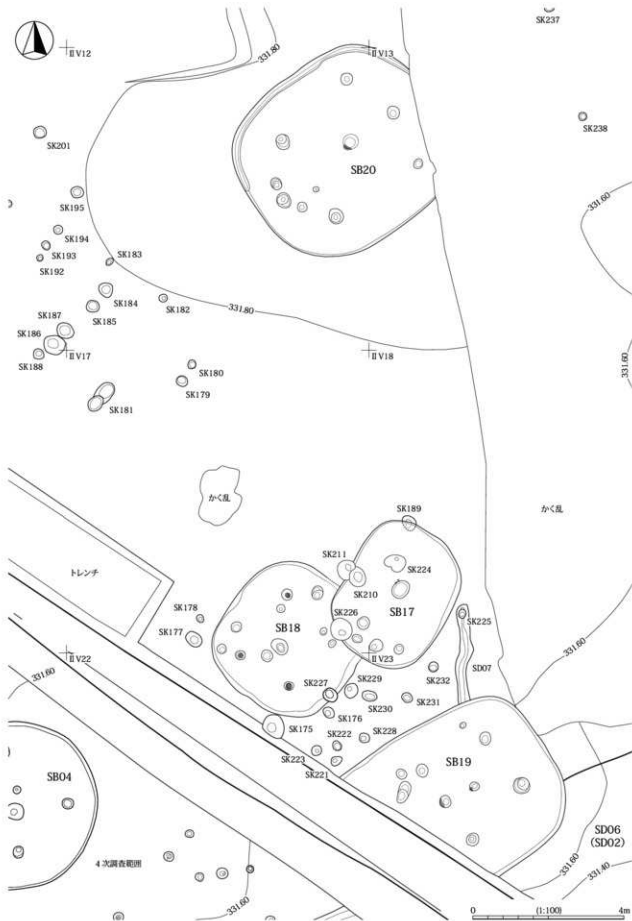 SK237
ⅡV12
331.80
ⅡV13
SK238
SK201
SB20
SK195
331.60
SK194
SK193
SK183
SK192
SK184
SK182
331.80
SK187
SK185
SK186
ⅡV17
ⅡV18
SK188
SK180
331.60
SK179
SK181
かく乱
SK189
かく乱
SK211
SK224
トレンチ
SK210
SK178
SK226
SB17
SB18
SK225
SK177
ⅡV22
ⅡV23
331.60
331.60
SK232
SD07
SK229
SK227
SK230
SK231
SK176
SK175
SK222
SK228
SK223
SK221
SB19
SB04
SD06
(SD02)
4次調査範囲
331.60
331.40
331.60
0
(1:100)
4m